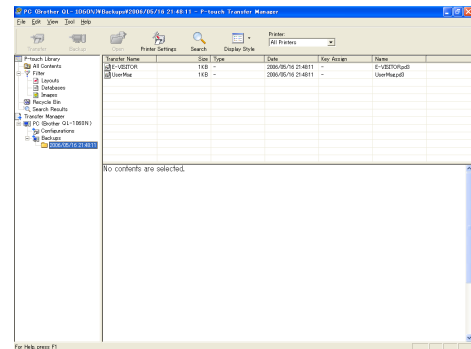 PC (Brother QL-1060N)¥Backups¥2006/05/16 21:48:11 - P-touch Transfer Manager
File Edit View Tool Help
Transfer Backup Open Printer Settings Search Display Style
Printer:
All Printers
P-touch Library
All Contents
Filter
Layouts
Databases
Images
Recycle Bin
Search Results
Transfer Manager
PC (Brother QL-1060N)
Configurations
Backups
2006/05/16 21:48:11
Transfer Name Size Type Date Key Assign Name
E-VISITOR 1KB - 2006/05/16 21:48:11 - E-VISITOR.pd3
UserMap 1KB - 2006/05/16 21:48:11 - UserMap.pd3
No contents are selected.
For Help, press F1